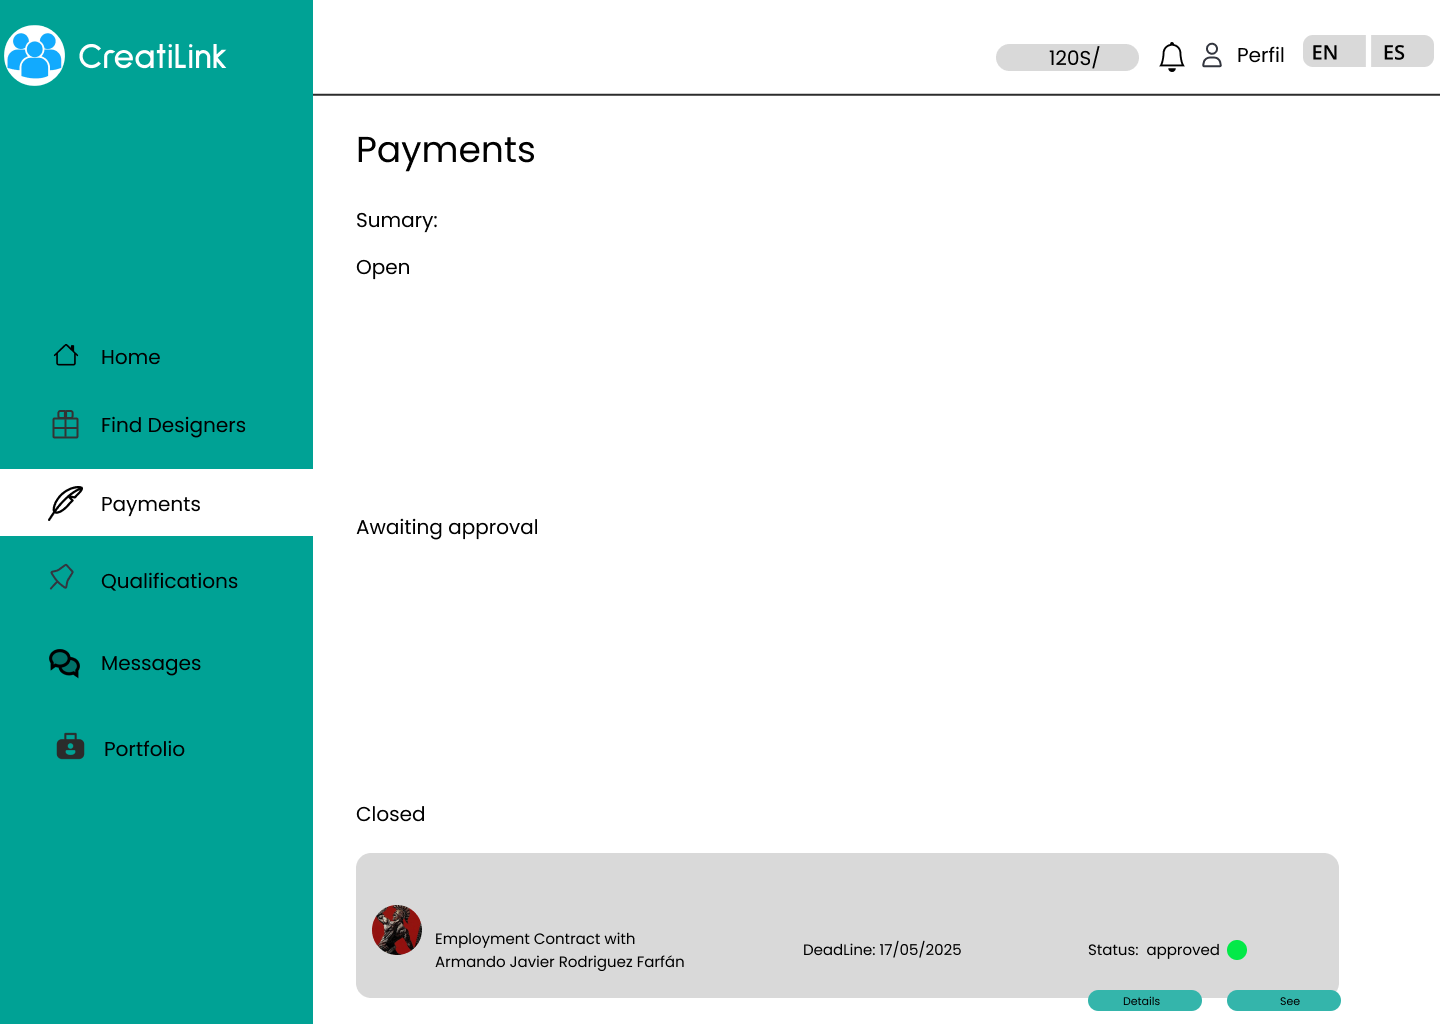 CreatiLink
120S/
Perfil
EN
ES
Payments
Sumary:
Open
Home
Find Designers
Payments
Awaiting approval
Qualifications
Messages
Portfolio
Closed
Employment Contract with
Armando Javier Rodriguez Farfán
DeadLine: 17/05/2025
Status: approved
Details
See